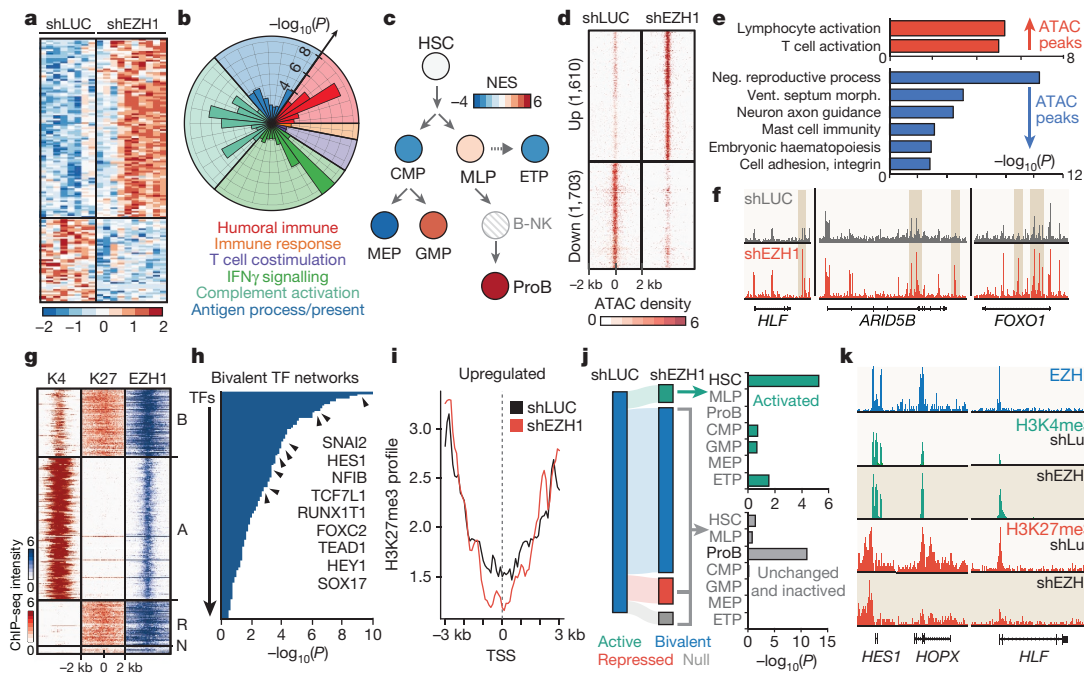 a
shLUC shEZH1
−2 −1 0 1 2
b
−log10(P)
8
6
4
Humoral immune
Immune response
T cell costimulation
IFNγ signalling
Complement activation
Antigen process/present
c
HSC
NES
−4 6
CMP MLP ETP
MEP GMP B-NK
ProB
d
shLUC shEZH1
Up (1,610)
Down (1,703)
−2 kb 0 2 kb
ATAC density
0 6
e
Lymphocyte activation
T cell activation
ATAC peaks
0 8
Neg. reproductive process
Vent. septum morph.
Neuron axon guidance
Mast cell immunity
Embryonic haematopoiesis
Cell adhesion, integrin
ATAC peaks
−log10(P)
0 12
f
shLUC
shEZH1
HLF ARID5B FOXO1
g
K4 K27 EZH1
B
A
R
N
ChIP–seq intensity
0 6
0 6
−2 kb 0 2 kb
h
Bivalent TF networks
TFs
SNAI2
HES1
NFIB
TCF7L1
RUNX1T1
FOXC2
TEAD1
HEY1
SOX17
0 2 4 6 8 10
−log10(P)
i
Upregulated
shLUC
shEZH1
H3K27me3 profile
3.0
2.5
2.0
1.5
−3 kb 0 3 kb
TSS
j
shLUC shEZH1
HSC
MLP
ProB
CMP
GMP
MEP
ETP
Activated
0 1 2 3 4 5 6
HSC
MLP
ProB
CMP
GMP
MEP
ETP
Unchanged
and inactived
0 5 10 15
−log10(P)
Active Bivalent
Repressed Null
k
EZH
H3K4me
shLu
shEZH
H3K27me
shLu
shEZH
HES1 HOPX HLF